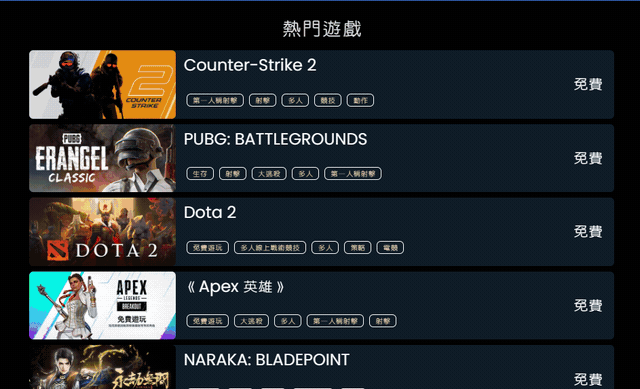 熱門遊戲
2
COUNTER
STRIKE
Counter-Strike 2
免費
第一人稱射擊 射擊 多人 競技 動作
PUBG
ERANGEL
CLASSIC
PUBG: BATTLEGROUNDS
免費
生存 射擊 大逃殺 多人 第一人稱射擊
DOTA 2
Dota 2
免費
免費遊玩 多人線上戰術競技 多人 策略 電競
APEX
LEGENDS
BREAKOUT
免費遊玩
《Apex 英雄》
免費
免費遊玩 大逃殺 多人 第一人稱射擊 射擊
永劫無間
NARAKA: BLADEPOINT
免費